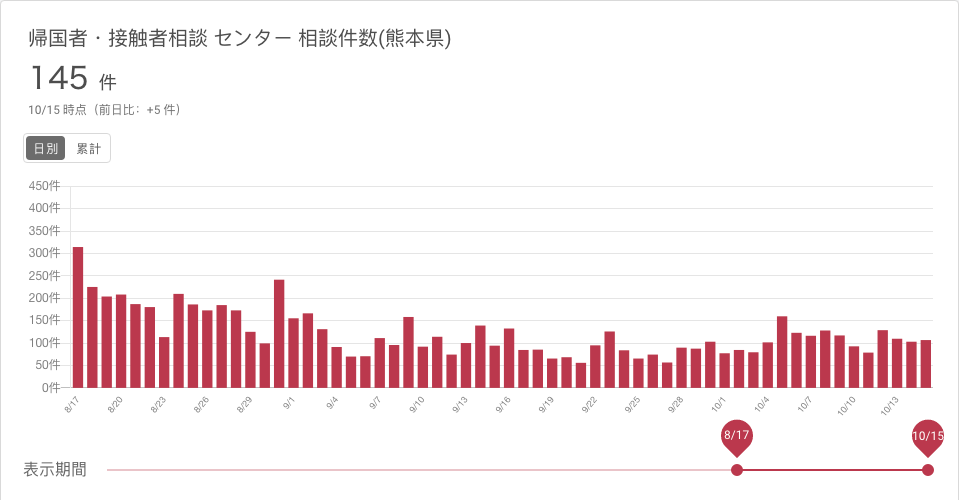 帰国者・接触者相談 センター 相談件数(熊本県)
145 件
10/15 時点（前日比：+5 件）
日別 累計
450件
400件
350件
300件
250件
200件
150件
100件
50件
0件
8/17 8/20 8/23 8/26 8/29 9/1 9/4 9/7 9/10 9/13 9/16 9/19 9/22 9/25 9/28 10/1 10/4 10/7 10/10 10/13
8/17 10/15
表示期間